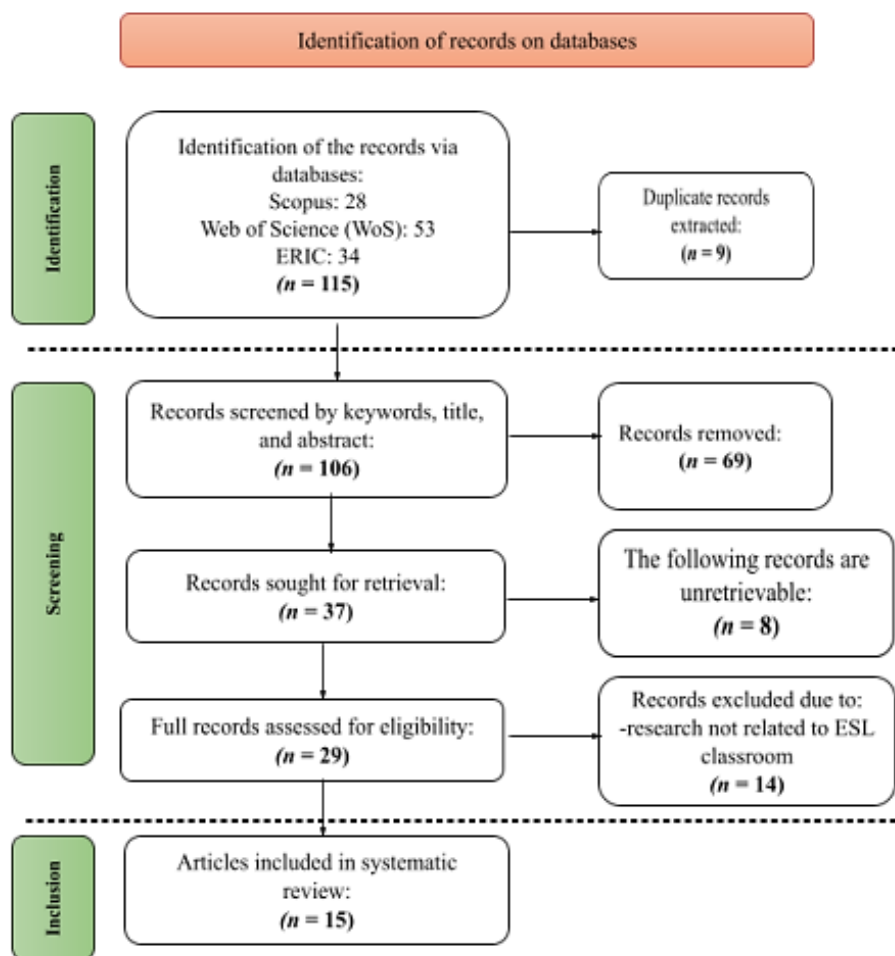 Identification of records on databases
Identification
Identification of the records via
databases:
Scopus: 28
Web of Science (WoS): 53
ERIC: 34
(n = 115)
Duplicate records
extracted:
(n = 9)
Screening
Records screened by keywords, title,
and abstract:
(n = 106)
Records removed:
(n = 69)
Records sought for retrieval:
(n = 37)
The following records are
unretrievable:
(n = 8)
Full records assessed for eligibility:
(n = 29)
Records excluded due to:
-research not related to ESL
classroom
(n = 14)
Inclusion
Articles included in systematic
review:
(n = 15)